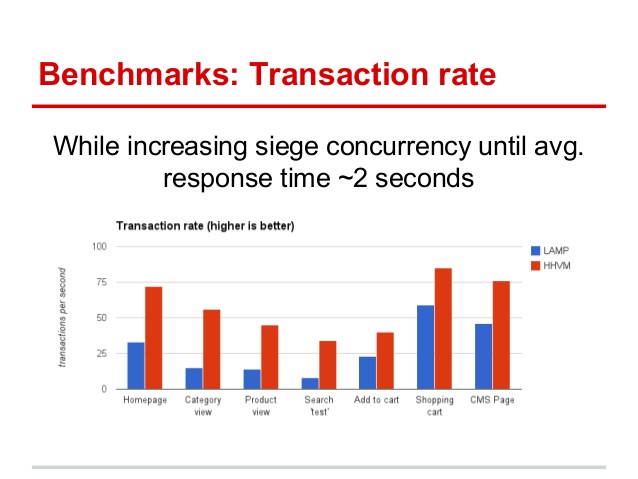 Benchmarks: Transaction rate
While increasing siege concurrency until avg.
response time ~2 seconds
Transaction rate (higher is better)
100
75
50
25
0
transactions per second
LAMP
HHVM
Homepage
Category
view
Product
view
Search
'test'
Add to cart
Shopping
cart
CMS Page